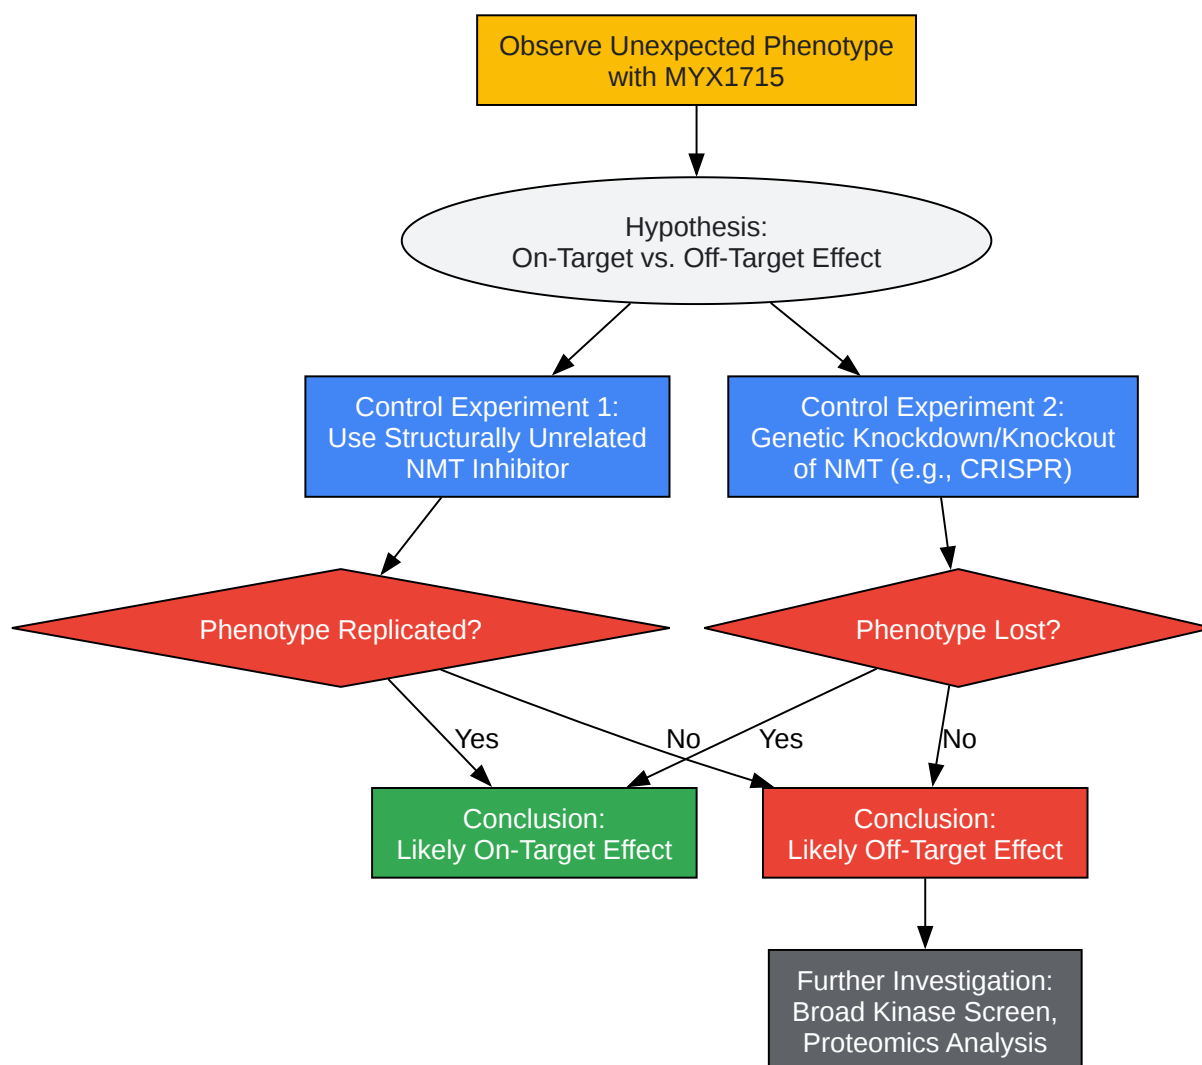 Observe Unexpected Phenotype
with MYX1715
Hypothesis:
On-Target vs. Off-Target Effect
Control Experiment 1:
Use Structurally Unrelated
NMT Inhibitor
Control Experiment 2:
Genetic Knockdown/Knockout
of NMT (e.g., CRISPR)
Phenotype Replicated?
Phenotype Lost?
Yes
No
Yes
No
Conclusion:
Likely On-Target Effect
Conclusion:
Likely Off-Target Effect
Further Investigation:
Broad Kinase Screen,
Proteomics Analysis